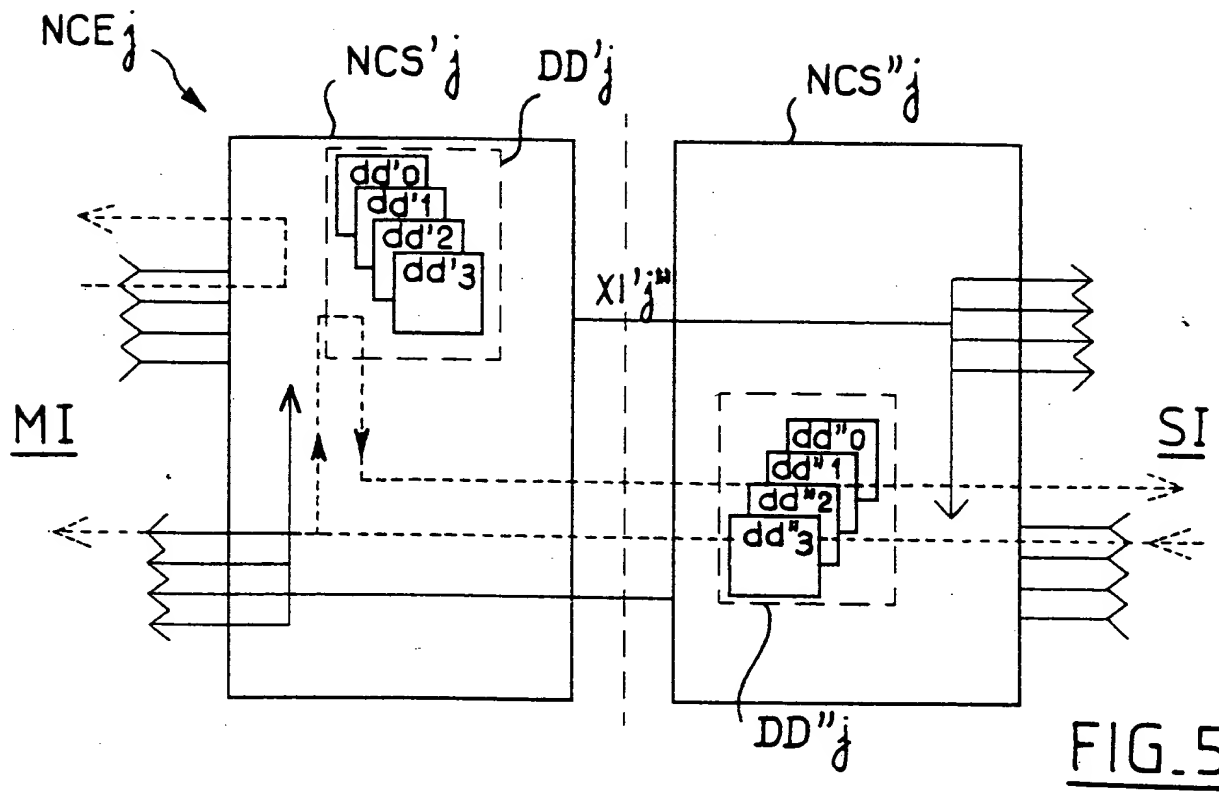 NCEj
NCS'j
DD'j
NCS"j
dd'0
dd'1
dd'2
dd'3
XI'j"
MI
SI
dd"0
dd"1
dd"2
dd"3
DD"j
FIG.5